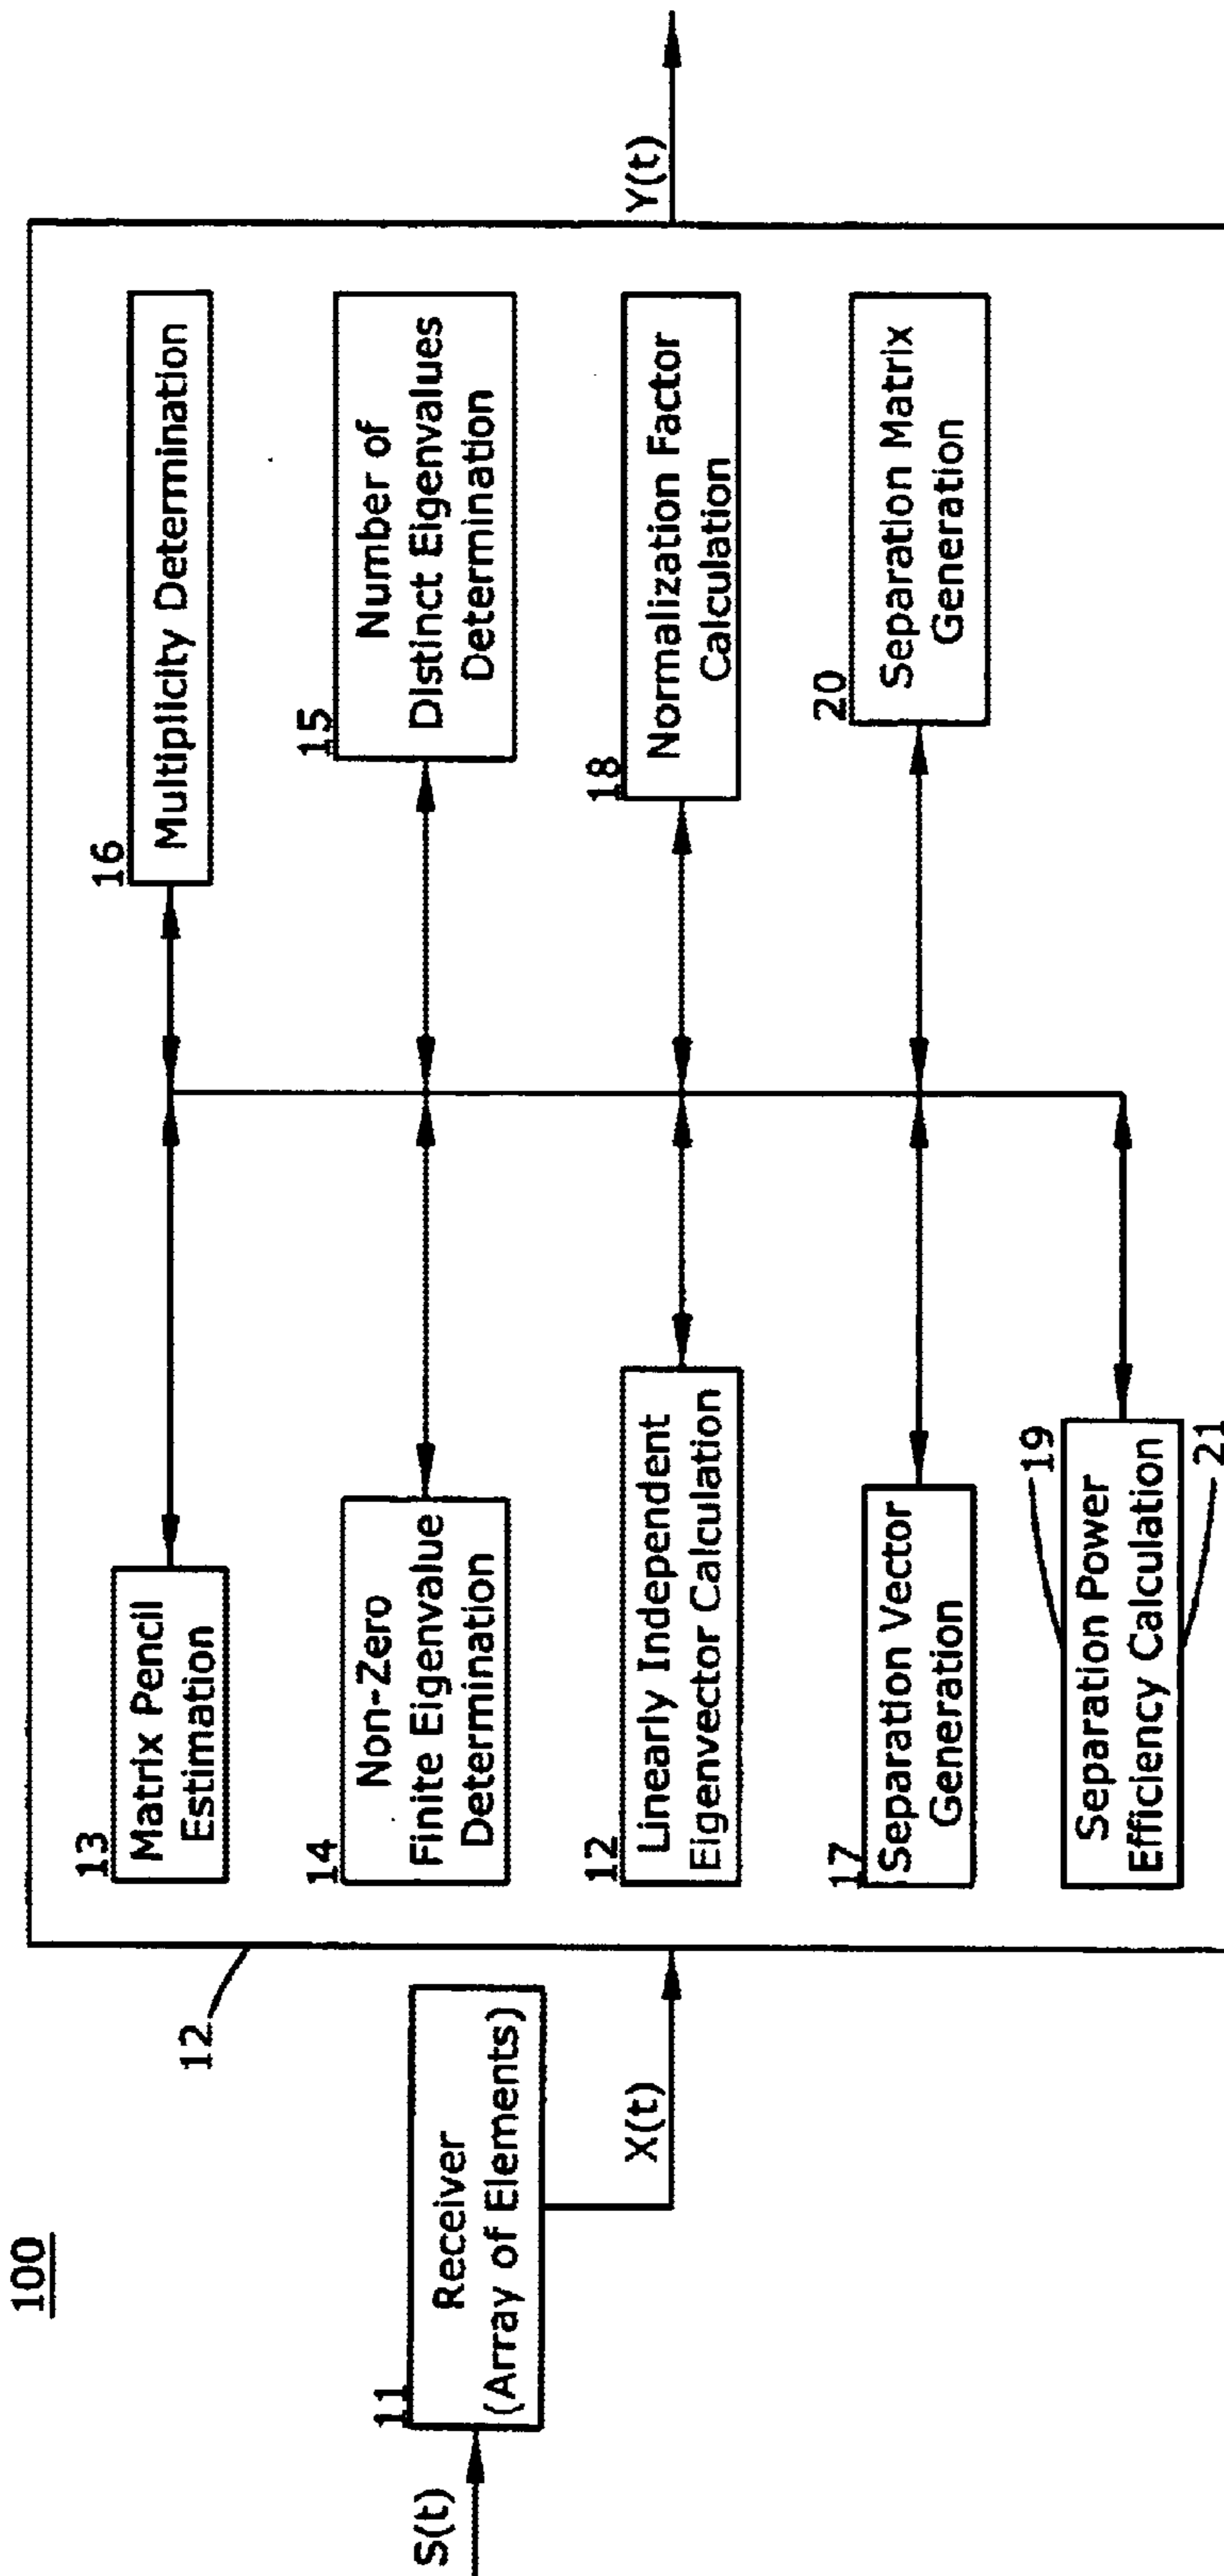 100
S(t)
11
Receiver
(Array of Elements)
X(t)
12
13
Matrix Pencil
Estimation
16
Multiplicity Determination
14
Non-Zero
Finite Eigenvalue
Determination
15
Number of
Distinct Eigenvalues
Determination
12
Linearly Independent
Eigenvector Calculation
18
Normalization Factor
Calculation
17
Separation Vector
Generation
20
Separation Matrix
Generation
19
Separation Power
Efficiency Calculation
21
Y(t)